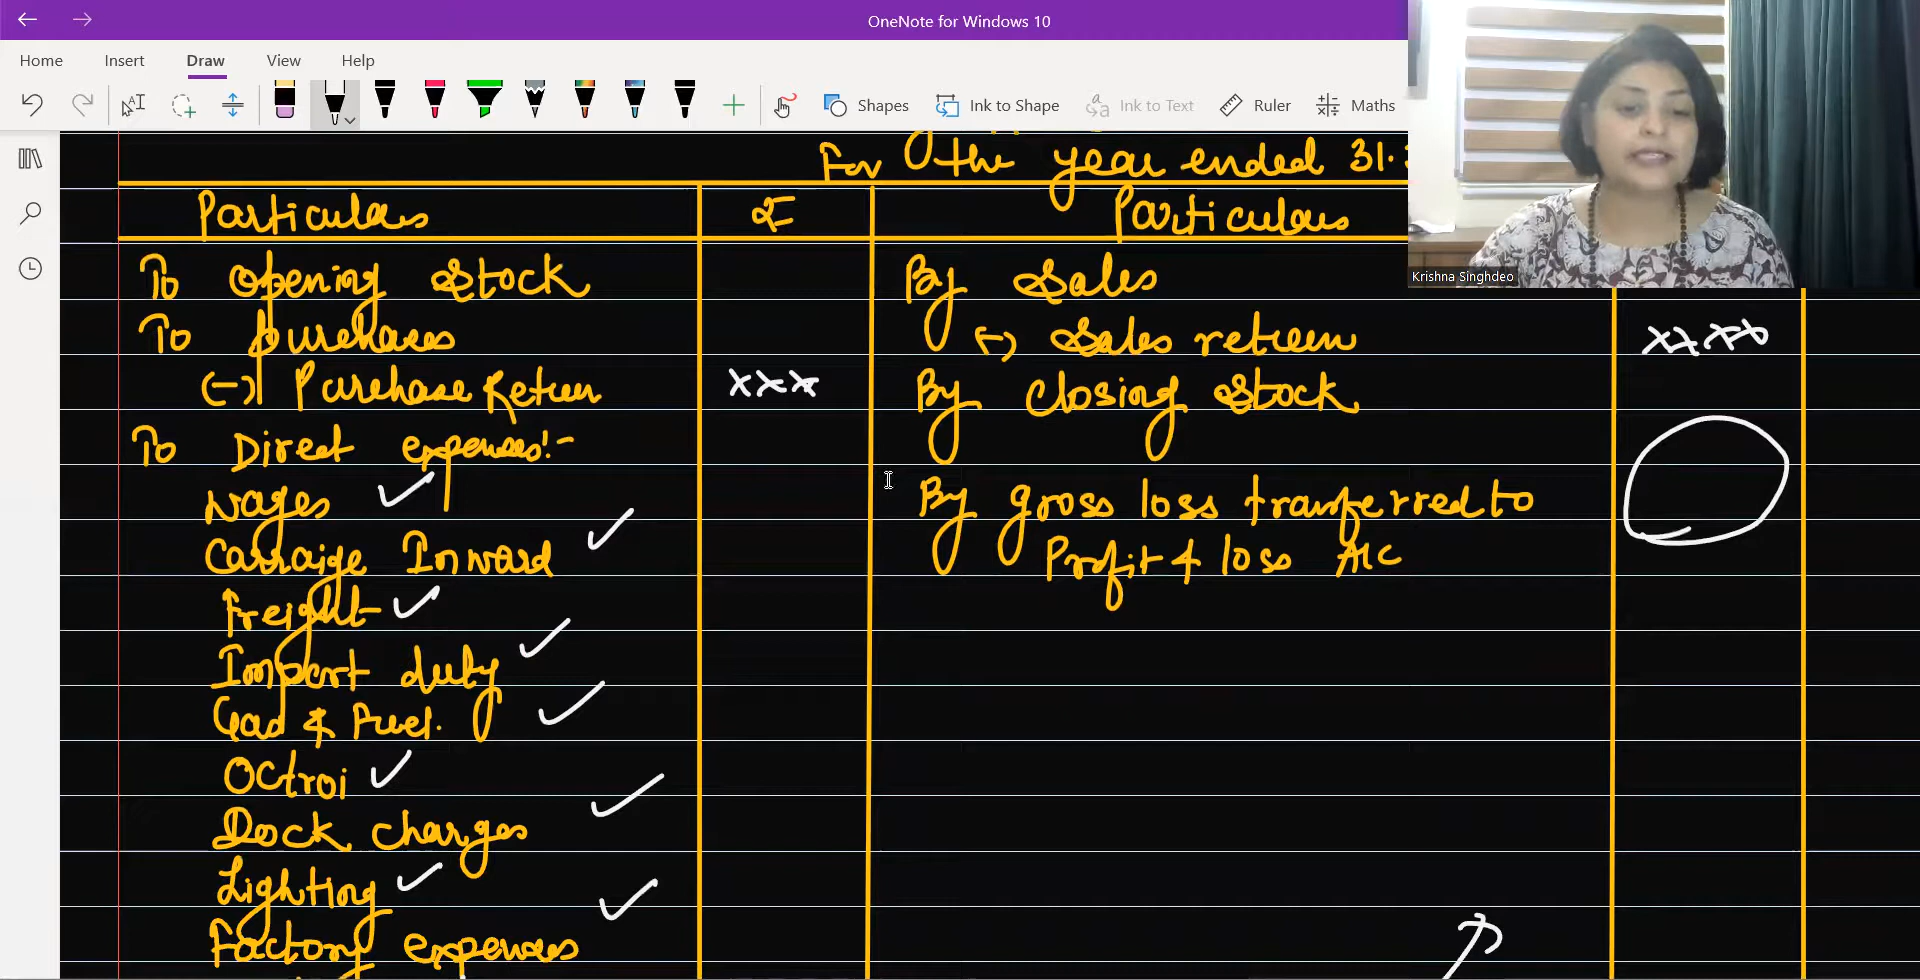 OneNote for Windows 10
Home Insert Draw View Help
Shapes Ink to Shape Ink to Text Ruler Maths
Krishna Singhdeo
For the year ended 31.
Particulars ₹ Particulars
To Opening Stock
To purchases
(-) Purchase Return xxx
To Direct expenses:-
Wages
Carraige Inward
Freight
Import duty
Gas & Fuel.
Octroi
Dock charges
Lighting
Factory expenses
By Sales
(-) Sales return xxxx
By Closing Stock
By gross loss transferred to
Profit & loss A/C